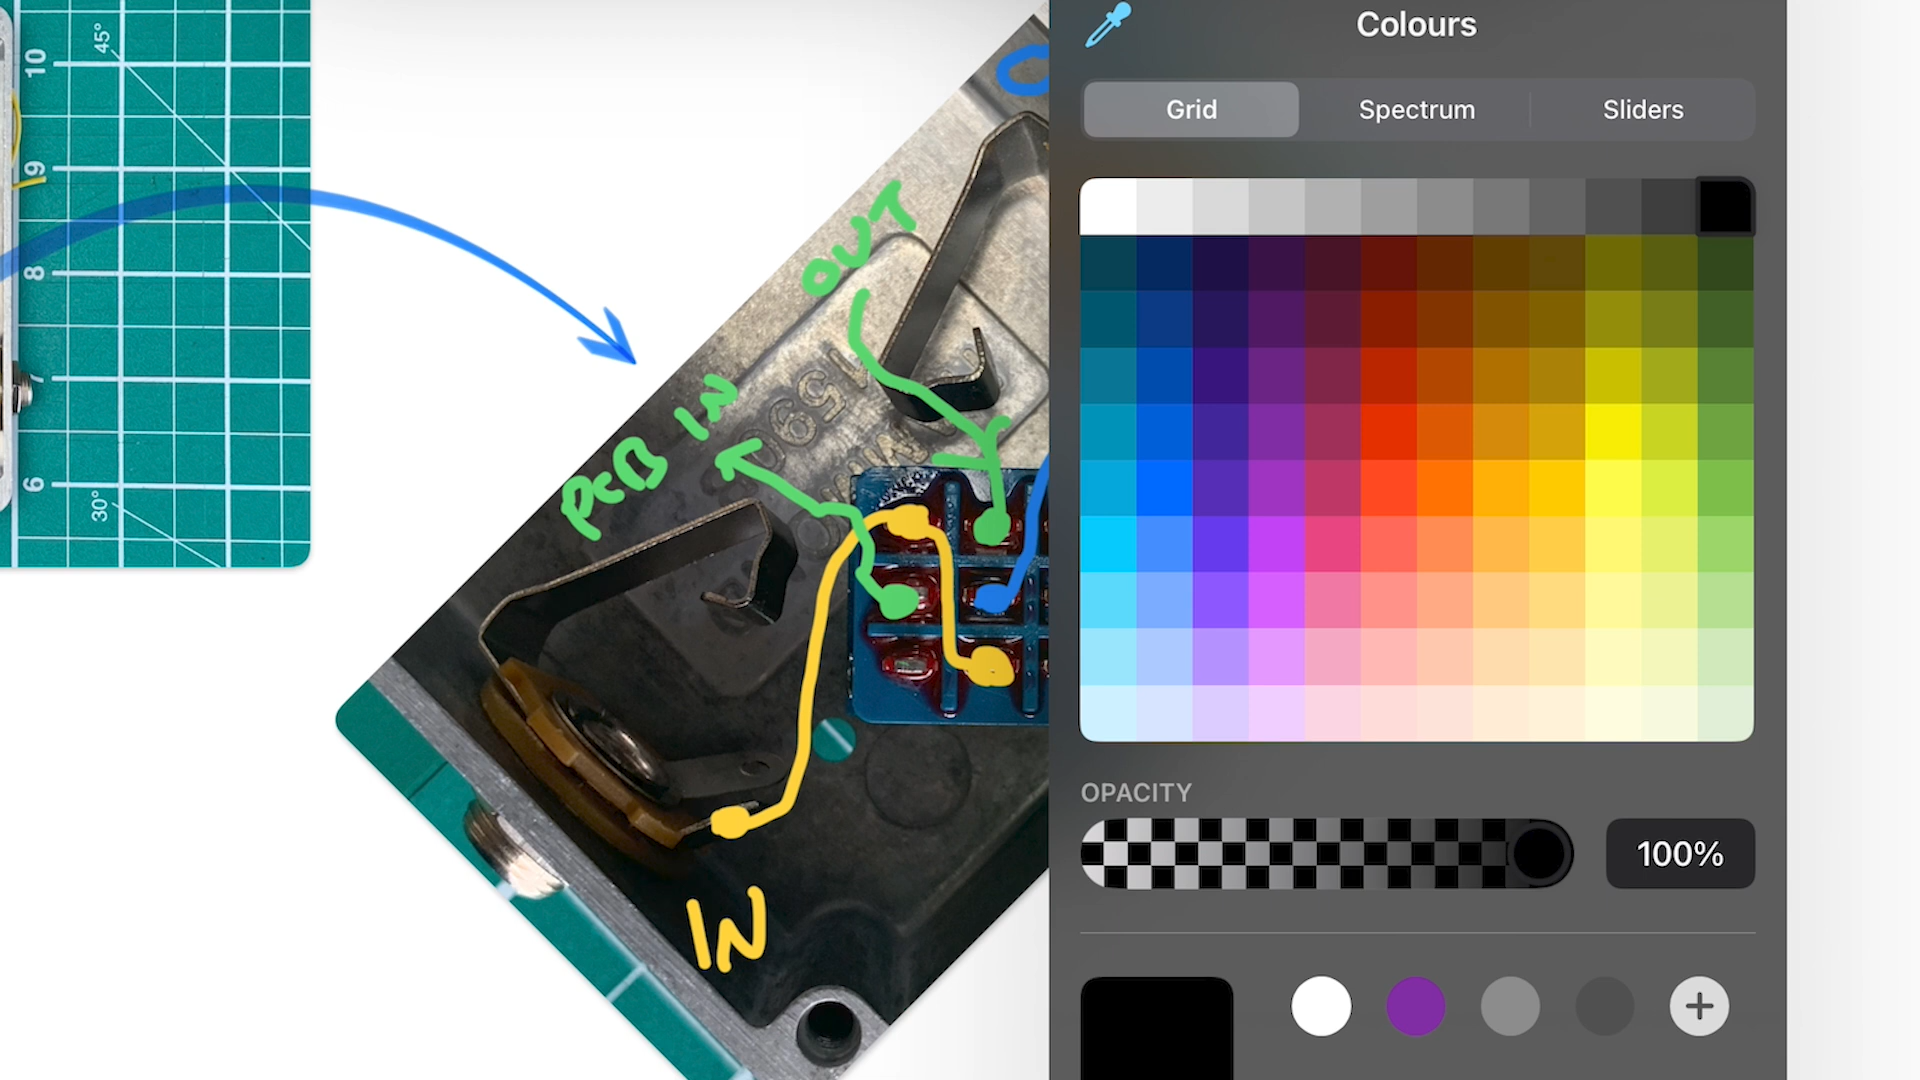 Colours
Grid
Spectrum
Sliders
OPACITY
100%
10
9
8
7
6
45°
30°
OUT
PCB IN
IN